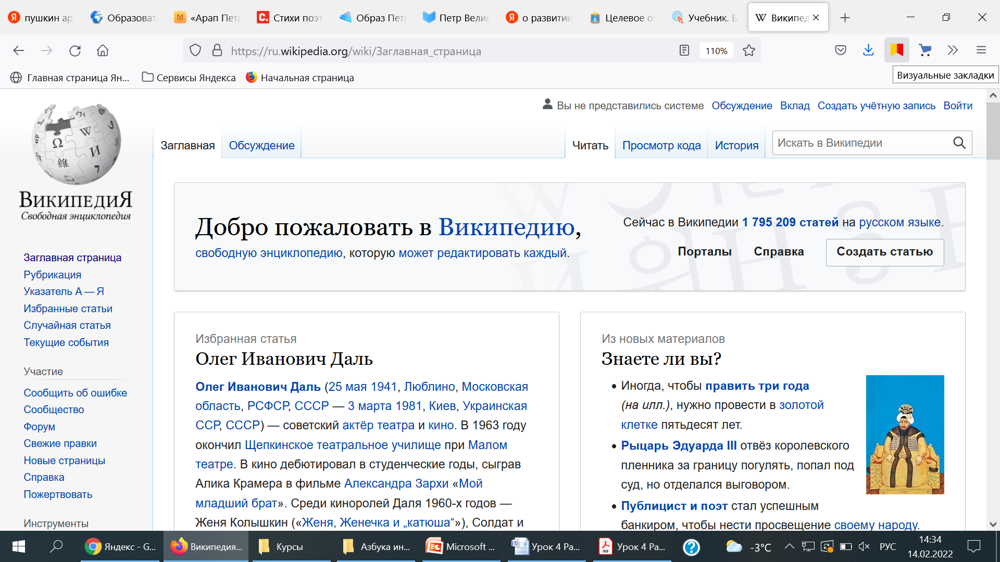 пушкин ар
Образоват
«Арап Петр
Стихи поэт
Образ Петр
Петр Велик
о развитии
Целевое о
Учебник. Б
Википед
https://ru.wikipedia.org/wiki/Заглавная_страница
110%
Главная страница Ян...
Сервисы Яндекса
Начальная страница
Визуальные закладки
Вы не представились системе Обсуждение Вклад Создать учётную запись Войти
Заглавная Обсуждение Читать Просмотр кода История Искать в Википедии
ВикипедиЯ
Свободная энциклопедия
Заглавная страница
Рубрикация
Указатель А — Я
Избранные статьи
Случайная статья
Текущие события
Участие
Сообщить об ошибке
Сообщество
Форум
Свежие правки
Новые страницы
Справка
Пожертвовать
Инструменты
Добро пожаловать в Википедию,
свободную энциклопедию, которую может редактировать каждый.
Сейчас в Википедии 1 795 209 статей на русском языке.
Порталы Справка Создать статью
Избранная статья
Олег Иванович Даль
Олег Иванович Даль (25 мая 1941, Люблино, Московская
область, РСФСР, СССР — 3 марта 1981, Киев, Украинская
ССР, СССР) — советский актёр театра и кино. В 1963 году
окончил Щепкинское театральное училище при Малом
театре. В кино дебютировал в студенческие годы, сыграв
Алика Крамера в фильме Александра Зархи «Мой
младший брат». Среди киноролей Даля 1960-х годов —
Женя Колышкин («Женя, Женечка и „катюша“»), Солдат и
Из новых материалов
Знаете ли вы?
Иногда, чтобы править три года
(на илл.), нужно провести в золотой
клетке пятьдесят лет.
Рыцарь Эдуарда III отвёз королевского
пленника за границу погулять, попал под
суд, но отделался выговором.
Публицист и поэт стал успешным
банкиром, чтобы нести просвещение своему народу.
Яндекс - G...
Википедия...
Курсы
Азбука ин...
Microsoft ...
Урок 4 Ра...
Урок 4 Ра...
-3°C
РУС
14:34
14.02.2022